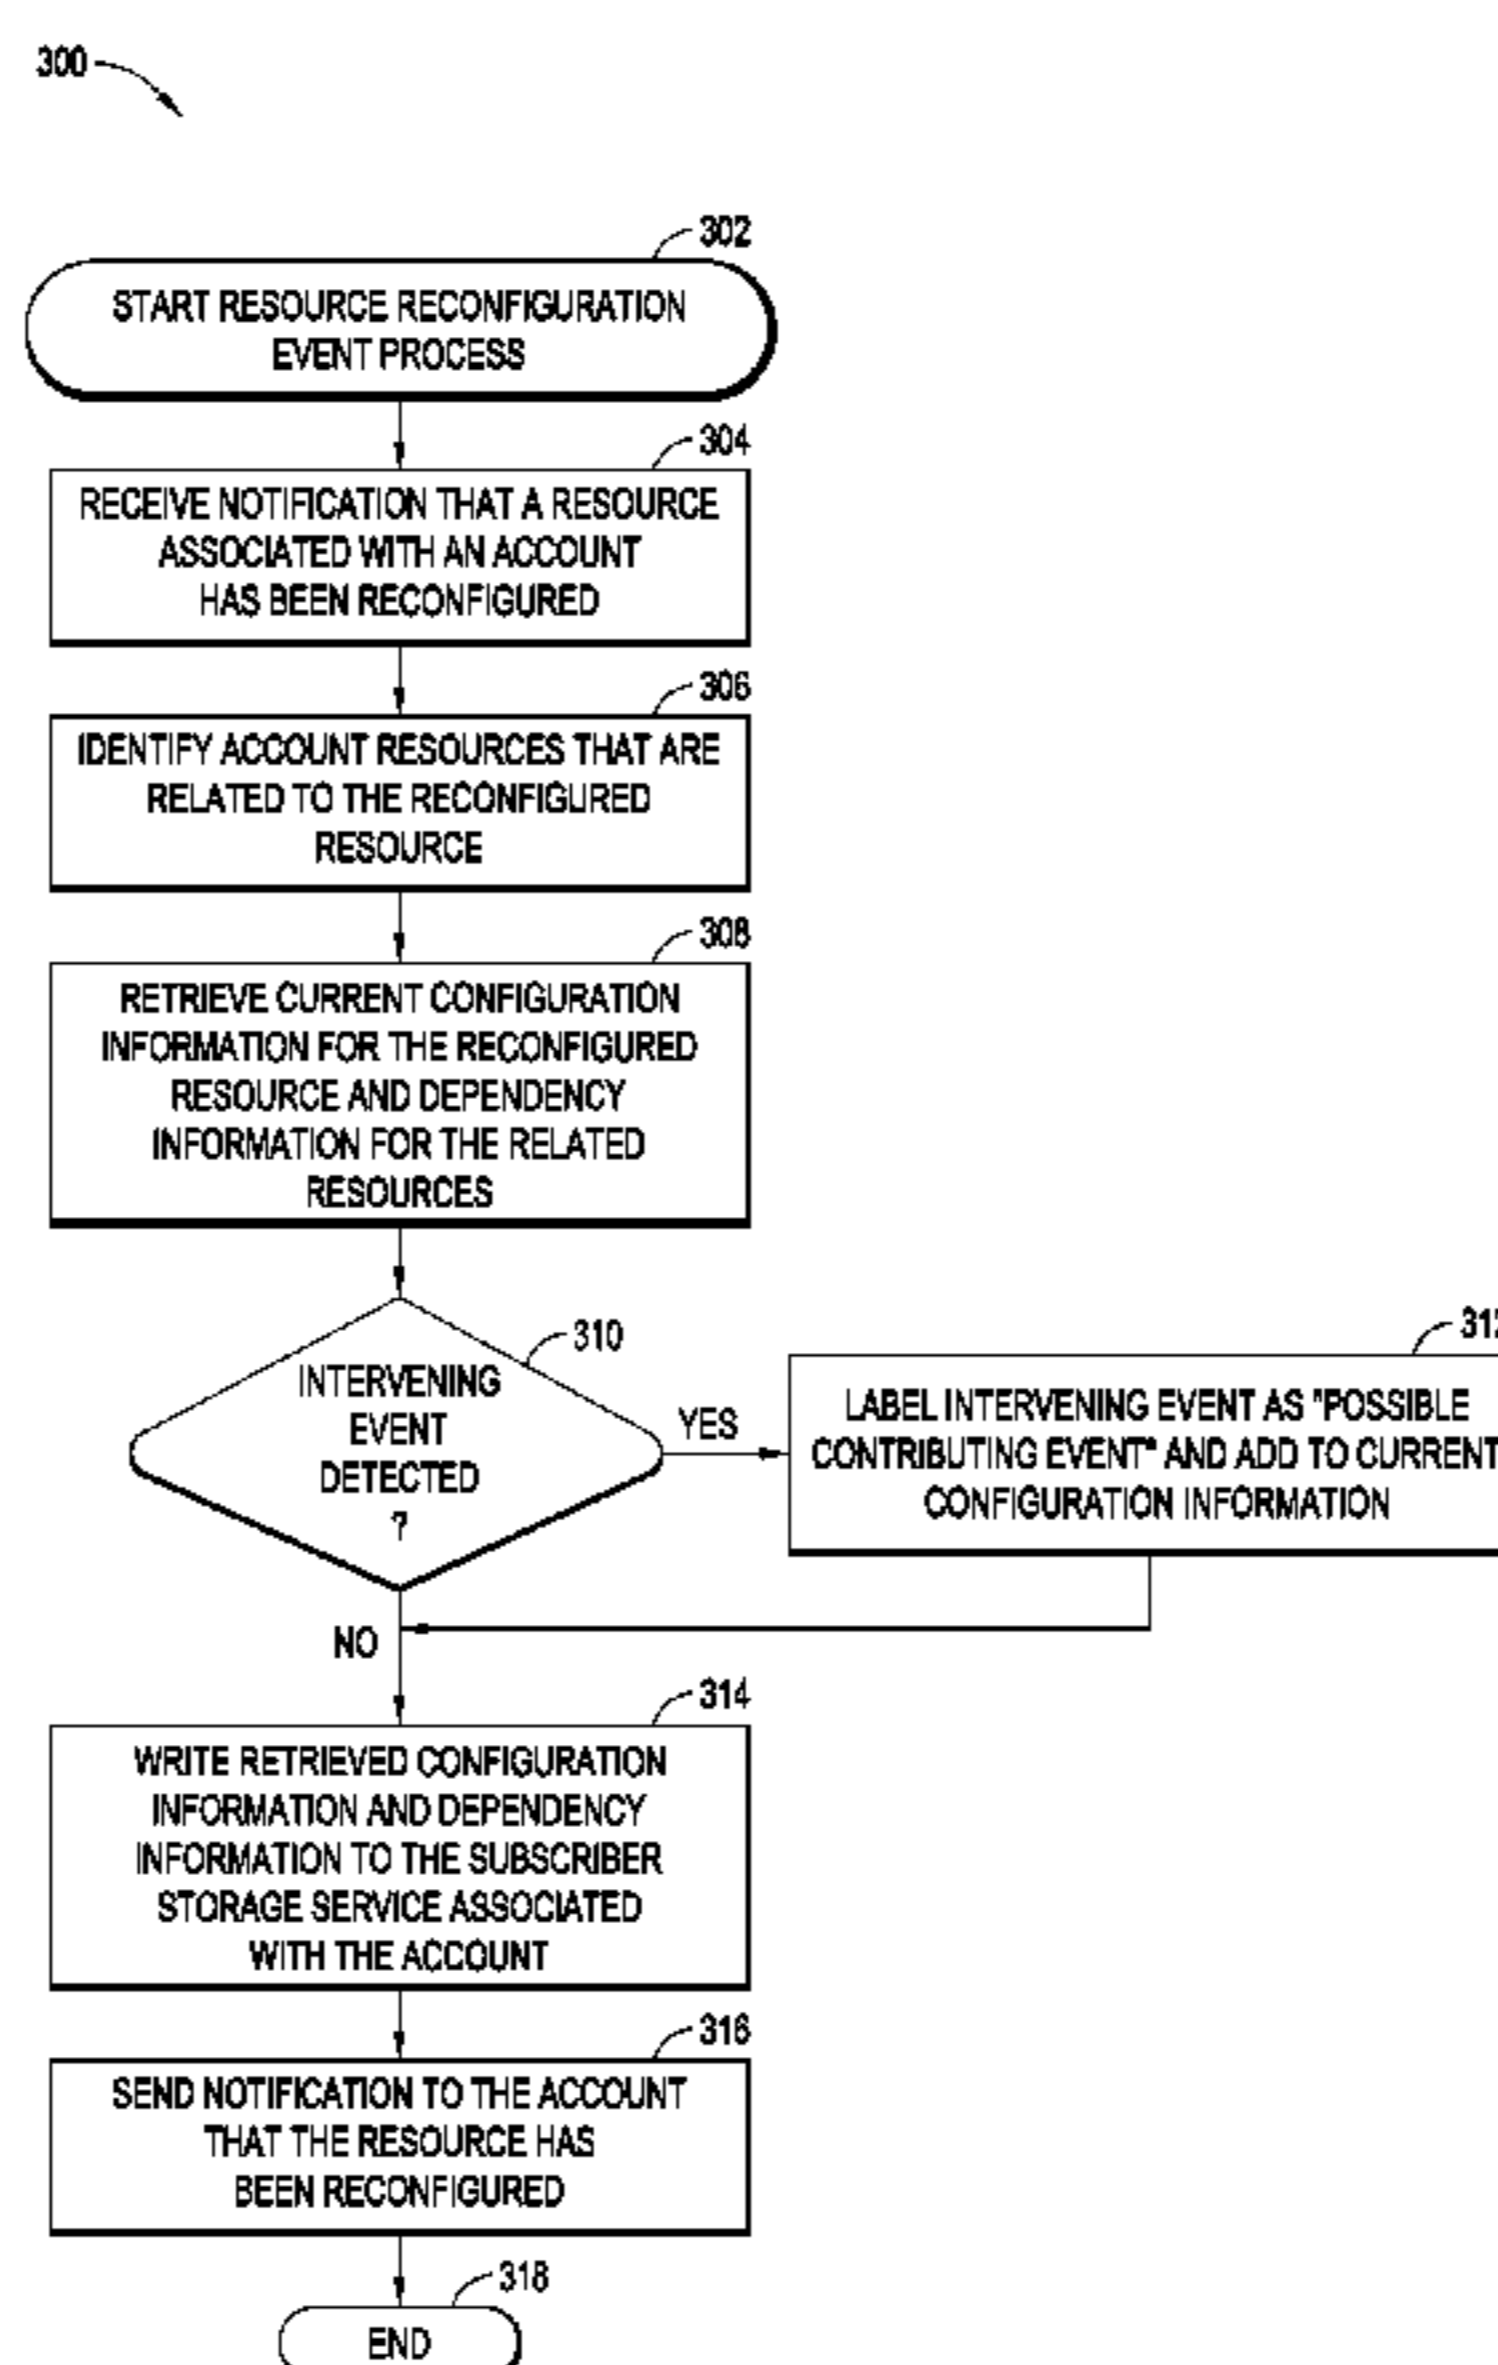 300
302
START RESOURCE RECONFIGURATION
EVENT PROCESS
304
RECEIVE NOTIFICATION THAT A RESOURCE
ASSOCIATED WITH AN ACCOUNT
HAS BEEN RECONFIGURED
306
IDENTIFY ACCOUNT RESOURCES THAT ARE
RELATED TO THE RECONFIGURED
RESOURCE
308
RETRIEVE CURRENT CONFIGURATION
INFORMATION FOR THE RECONFIGURED
RESOURCE AND DEPENDENCY
INFORMATION FOR THE RELATED
RESOURCES
310
INTERVENING
EVENT
DETECTED
?
YES
LABEL INTERVENING EVENT AS "POSSIBLE
CONTRIBUTING EVENT" AND ADD TO CURRENT
CONFIGURATION INFORMATION
NO
314
WRITE RETRIEVED CONFIGURATION
INFORMATION AND DEPENDENCY
INFORMATION TO THE SUBSCRIBER
STORAGE SERVICE ASSOCIATED
WITH THE ACCOUNT
316
SEND NOTIFICATION TO THE ACCOUNT
THAT THE RESOURCE HAS
BEEN RECONFIGURED
318
END